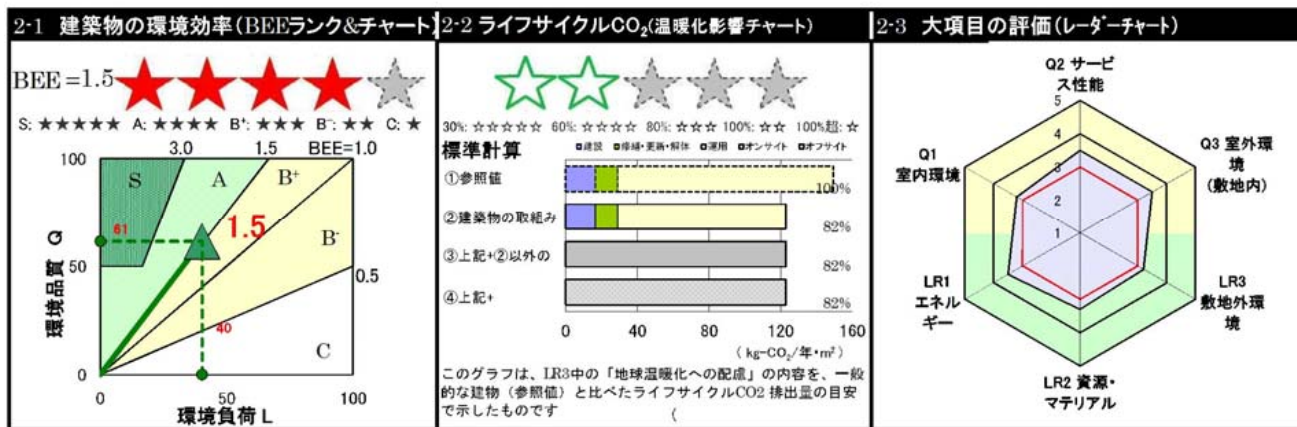 2-1 建築物の環境効率(BEEランク&チャート)
BEE=1.5
S: ★★★★★ A: ★★★★ B⁺: ★★★ B⁻: ★★ C: ★
3.0 1.5 BEE=1.0
100
S A B⁺
61 1.5
B⁻
50
0.5
40
C
0
0 50 100
環境品質 Q
環境負荷 L
2-2 ライフサイクルCO₂(温暖化影響チャート)
30%: ☆☆☆☆☆ 60%: ☆☆☆☆ 80%: ☆☆☆ 100%: ☆☆ 100%超: ☆
標準計算
建設 修繕・更新・解体 運用 オンサイト オフサイト
①参照値 100%
②建築物の取組み 82%
③上記+②以外の 82%
④上記+ 82%
0 40 80 120 160
( kg-CO₂/年・m² )
このグラフは、LR3中の「地球温暖化への配慮」の内容を、一般
的な建物(参照値)と比べたライフサイクルCO2 排出量の目安
で示したものです (
2-3 大項目の評価(レーダーチャート)
Q2 サービ
ス性能
5
4
3
2
1
Q1
室内環境
Q3 室外環
境
(敷地内)
LR1
エネル
ギー
LR3
敷地外環
境
LR2 資源・
マテリアル